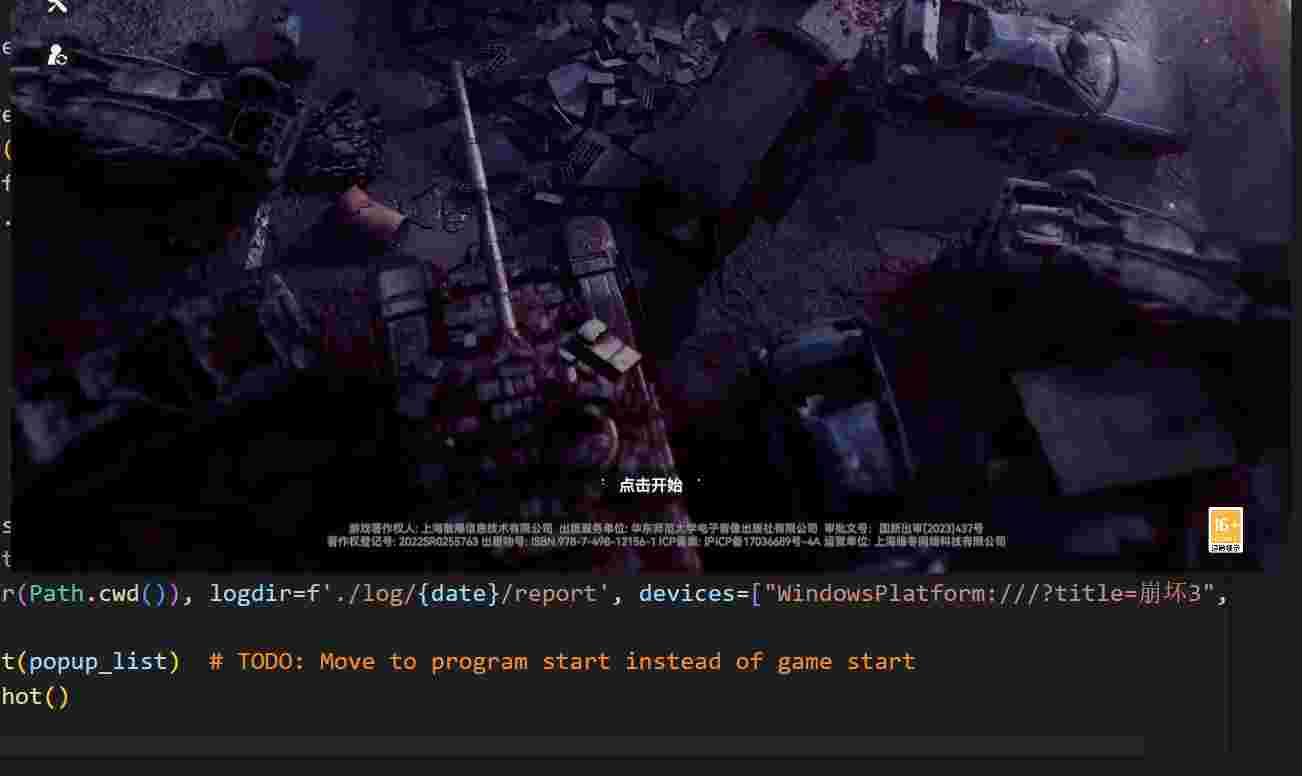 e
e
(
f
.
点击开始
游戏著作权人: 上海 信息技术有限公司 出版服务单位: 华东师范大学电子音像出版社有限公司 审批文号: 国新出审[2023]437号
著作权登记号: 2022SR0255763 出版物号: ISBN 978-7-498-12156-1 ICP备案: 沪ICP备17036689号-4A 运营单位: 上海 网络科技有限公司
16+
适龄提示
s
t
r(Path.cwd()), logdir=f'./log/{date}/report', devices=["WindowsPlatform:///?title=崩坏3",
t(popup_list) # TODO: Move to program start instead of game start
hot()